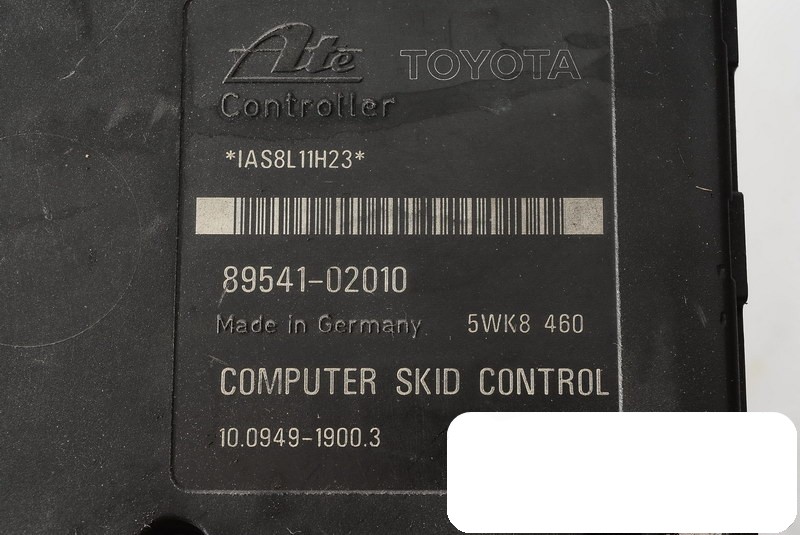 Ate TOYOTA
Controller
*IAS8L11H23*
89541-02010
Made in Germany 5WK8 460
COMPUTER SKID CONTROL
10.0949-1900.3